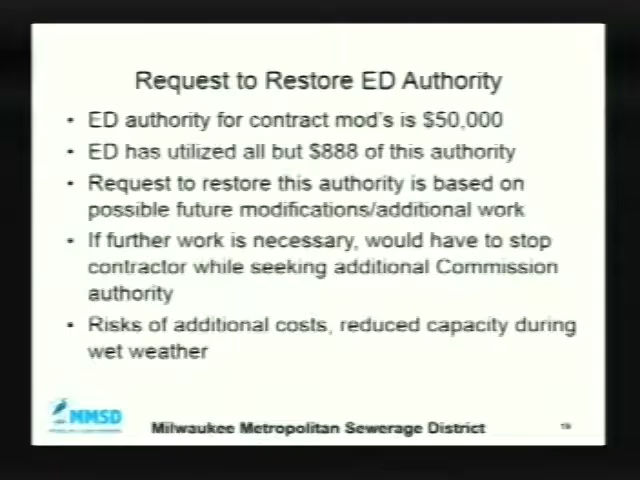 Request to Restore ED Authority
• ED authority for contract mod's is $50,000
• ED has utilized all but $888 of this authority
• Request to restore this authority is based on
possible future modifications/additional work
• If further work is necessary, would have to stop
contractor while seeking additional Commission
authority
• Risks of additional costs, reduced capacity during
wet weather
MMSD
Milwaukee Metropolitan Sewerage District